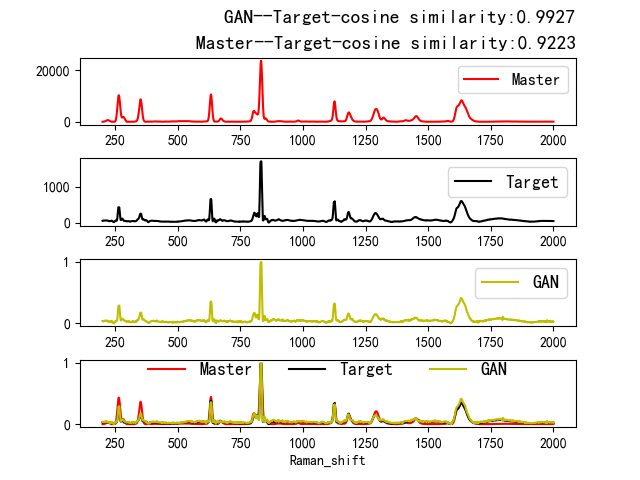 GAN--Target-cosine similarity:0.9927
Master--Target-cosine similarity:0.9223
20000
0
Master
250 500 750 1000 1250 1500 1750 2000
1000
0
Target
250 500 750 1000 1250 1500 1750 2000
1
0
GAN
250 500 750 1000 1250 1500 1750 2000
1
0
Master Target GAN
250 500 750 1000 1250 1500 1750 2000
Raman_shift